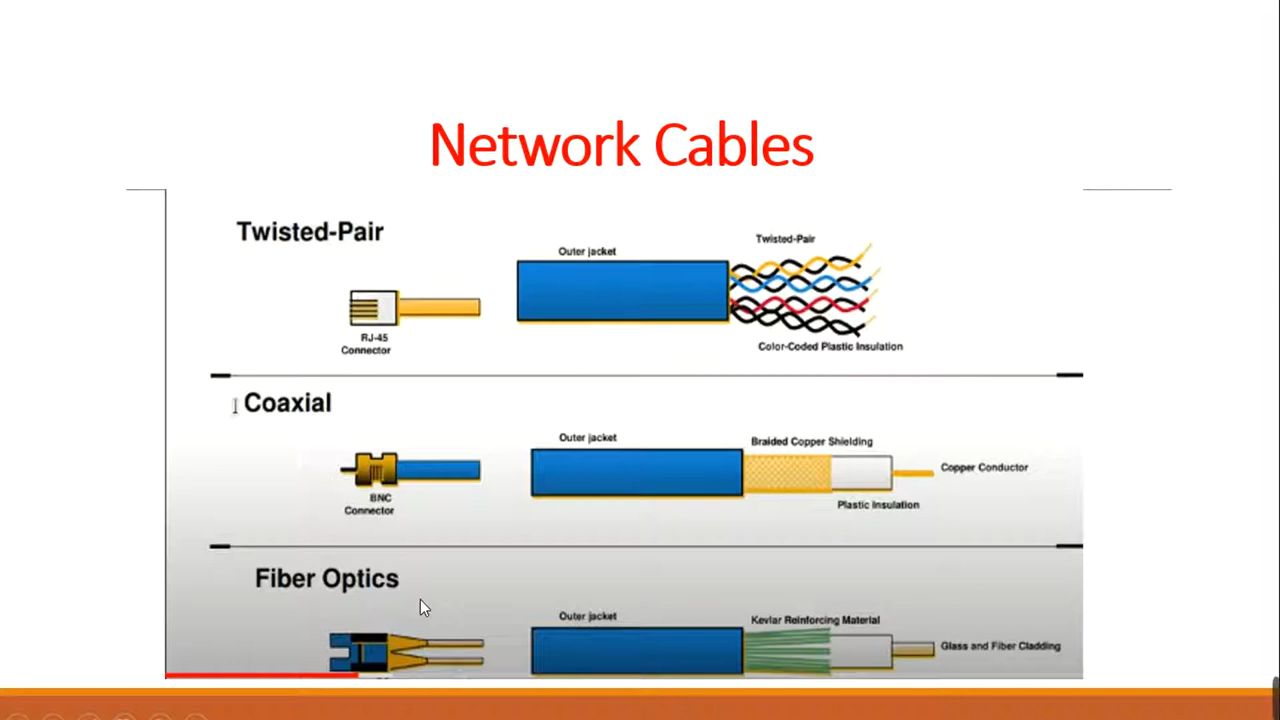 Network Cables
Twisted-Pair
Outer jacket
Twisted-Pair
RJ-45
Connector
Color-Coded Plastic Insulation
Coaxial
Outer jacket
Braided Copper Shielding
Copper Conductor
BNC
Connector
Plastic Insulation
Fiber Optics
Outer jacket
Kevlar Reinforcing Material
Glass and Fiber Cladding